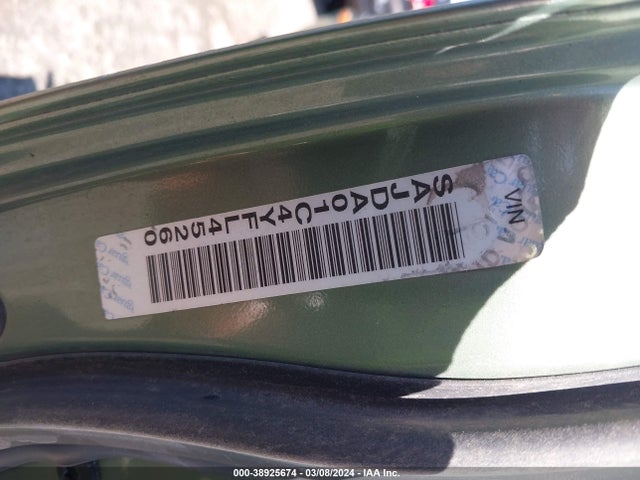 VIN
SAJDA01C4YFL45260
000-38925674 | 03/08/2024 - IAA Inc.